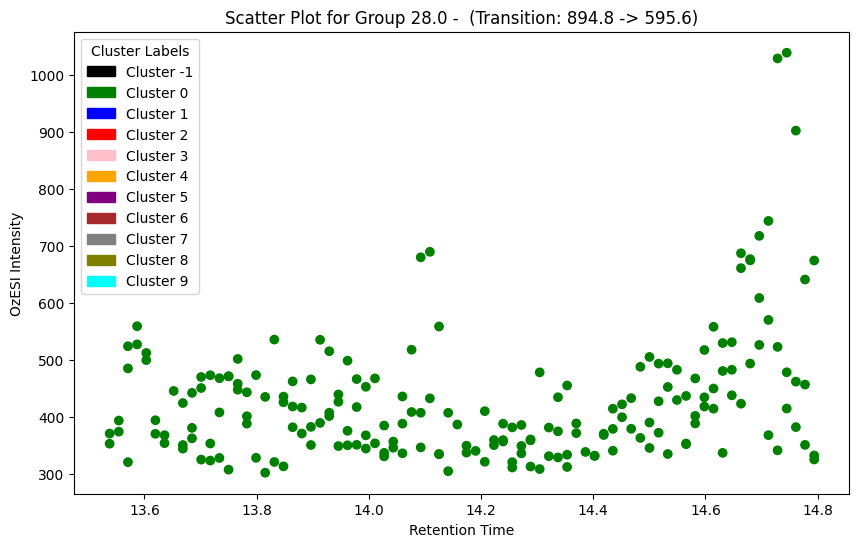 Scatter Plot for Group 28.0 -  (Transition: 894.8 -> 595.6)
Cluster Labels
Cluster -1
Cluster 0
Cluster 1
Cluster 2
Cluster 3
Cluster 4
Cluster 5
Cluster 6
Cluster 7
Cluster 8
Cluster 9
OzESI Intensity
1000
900
800
700
600
500
400
300
13.6
13.8
14.0
14.2
14.4
14.6
14.8
Retention Time